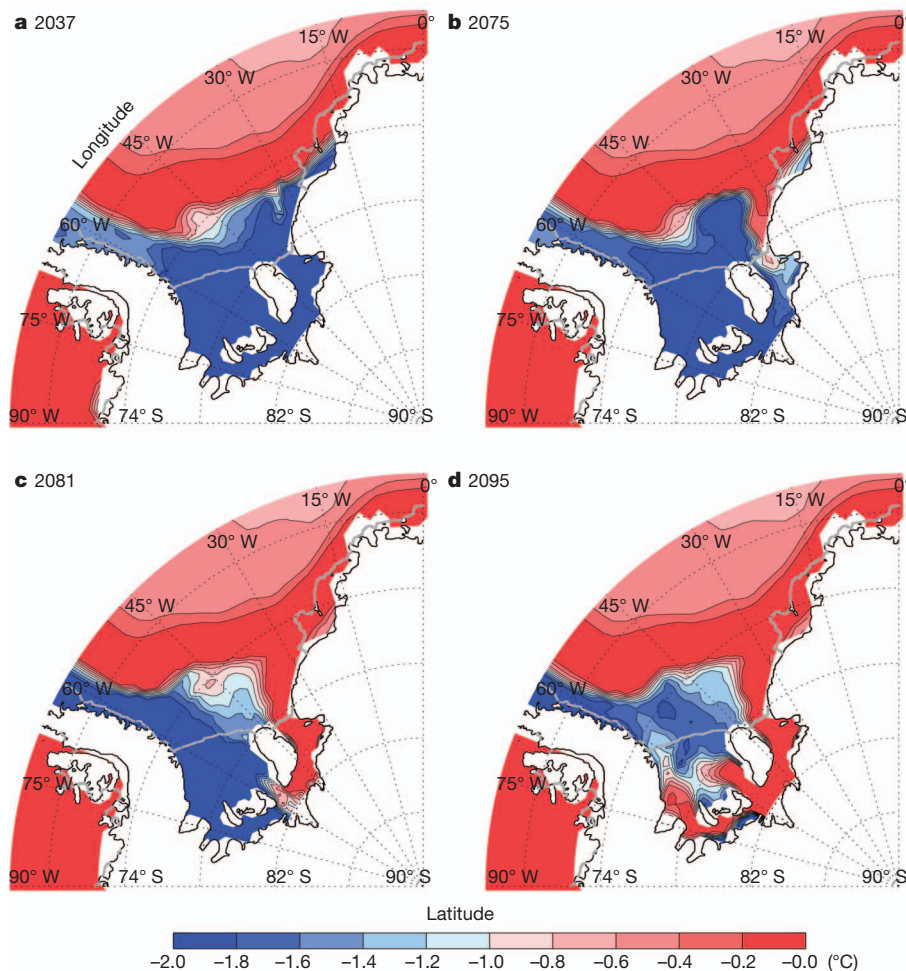 a 2037
15° W
0°
30° W
Longitude
45° W
60° W
75° W
90° W
74° S
82° S
90° S
b 2075
15° W
0°
30° W
45° W
60° W
75° W
90° W
74° S
82° S
90° S
c 2081
15° W
0°
30° W
45° W
60° W
75° W
90° W
74° S
82° S
90° S
d 2095
15° W
0°
30° W
45° W
60° W
75° W
90° W
74° S
82° S
90° S
Latitude
−2.0 −1.8 −1.6 −1.4 −1.2 −1.0 −0.8 −0.6 −0.4 −0.2 −0.0 (°C)